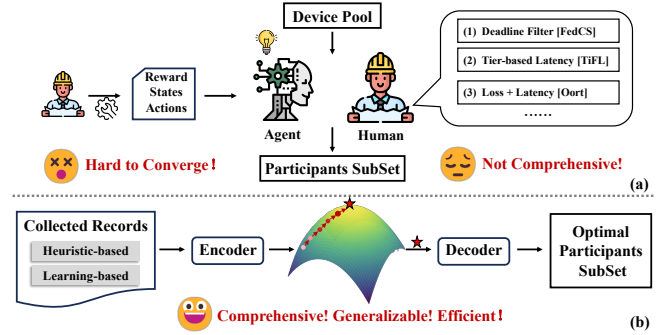 Device Pool
Reward
States
Actions
Agent
Human
(1) Deadline Filter [FedCS]
(2) Tier-based Latency [TiFL]
(3) Loss + Latency [Oort]
......
Hard to Converge!
Participants SubSet
Not Comprehensive!
(a)
Collected Records
Heuristic-based
Learning-based
Encoder
Decoder
Optimal
Participants
SubSet
Comprehensive! Generalizable! Efficient!
(b)